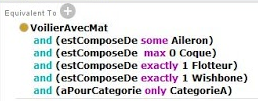 Equivalent To
VoilierAvecMat
and (estComposeDe some Aileron)
and (estComposeDe max 0 Coque)
and (estComposeDe exactly 1 Flotteur)
and (estComposeDe exactly 1 Wishbone)
and (aPourCategorie only CategorieA)